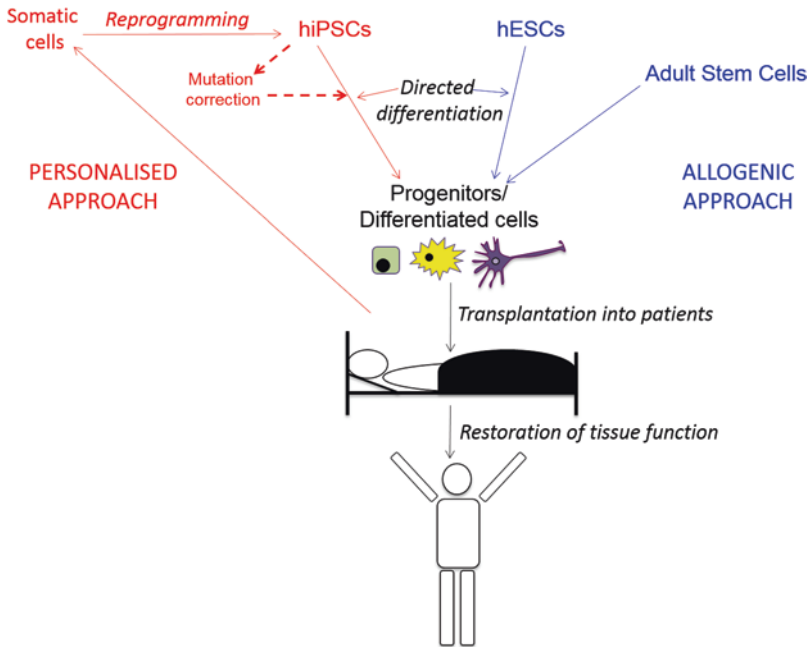 Somatic
cells
Reprogramming
hiPSCs
hESCs
Mutation
correction
Directed
differentiation
Adult Stem Cells
PERSONALISED
APPROACH
ALLOGENIC
APPROACH
Progenitors/
Differentiated cells
Transplantation into patients
Restoration of tissue function